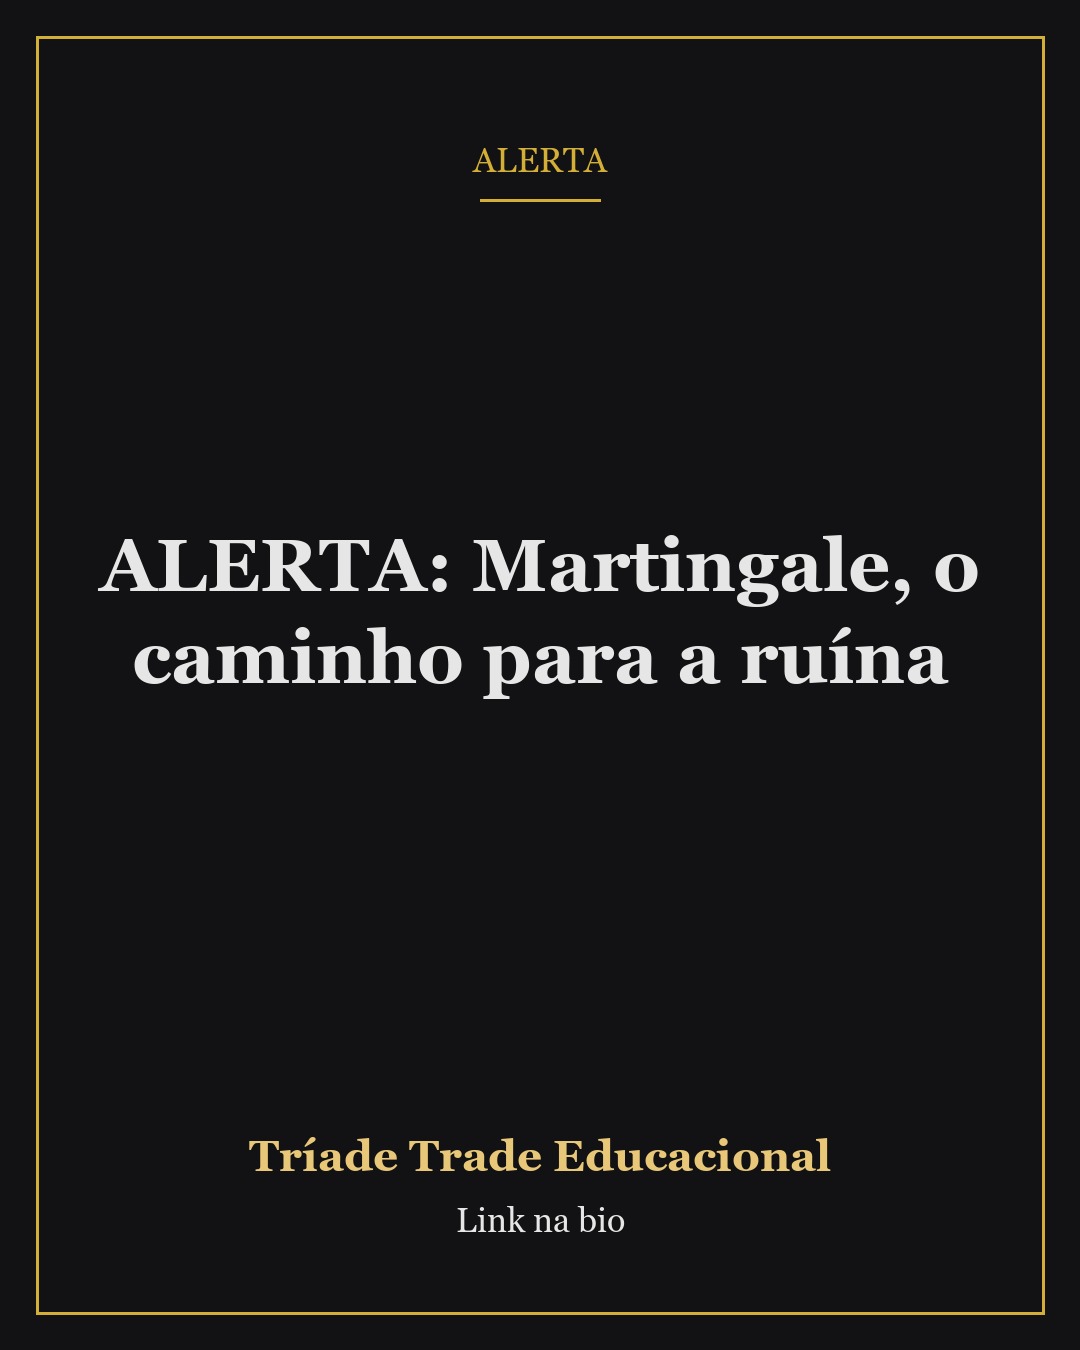 ALERTA
ALERTA: Martingale, o
caminho para a ruína
Tríade Trade Educacional
Link na bio